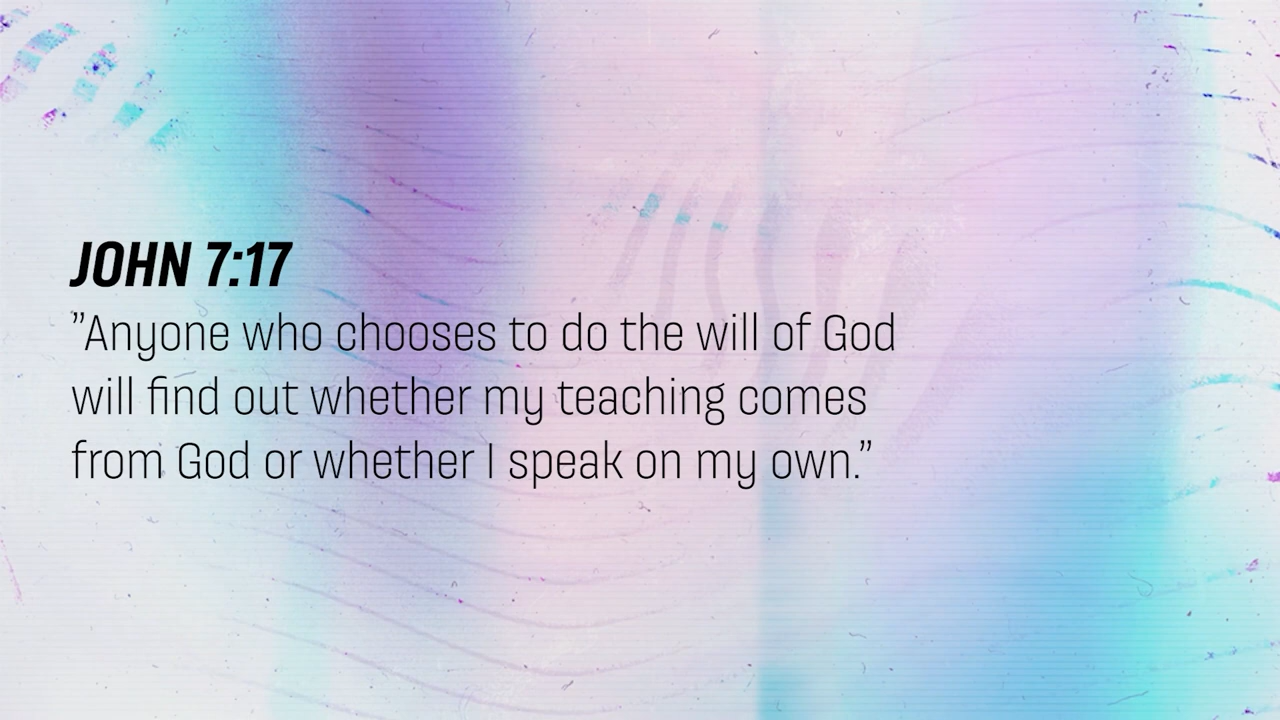 JOHN 7:17
”Anyone who chooses to do the will of God
will find out whether my teaching comes
from God or whether I speak on my own.”